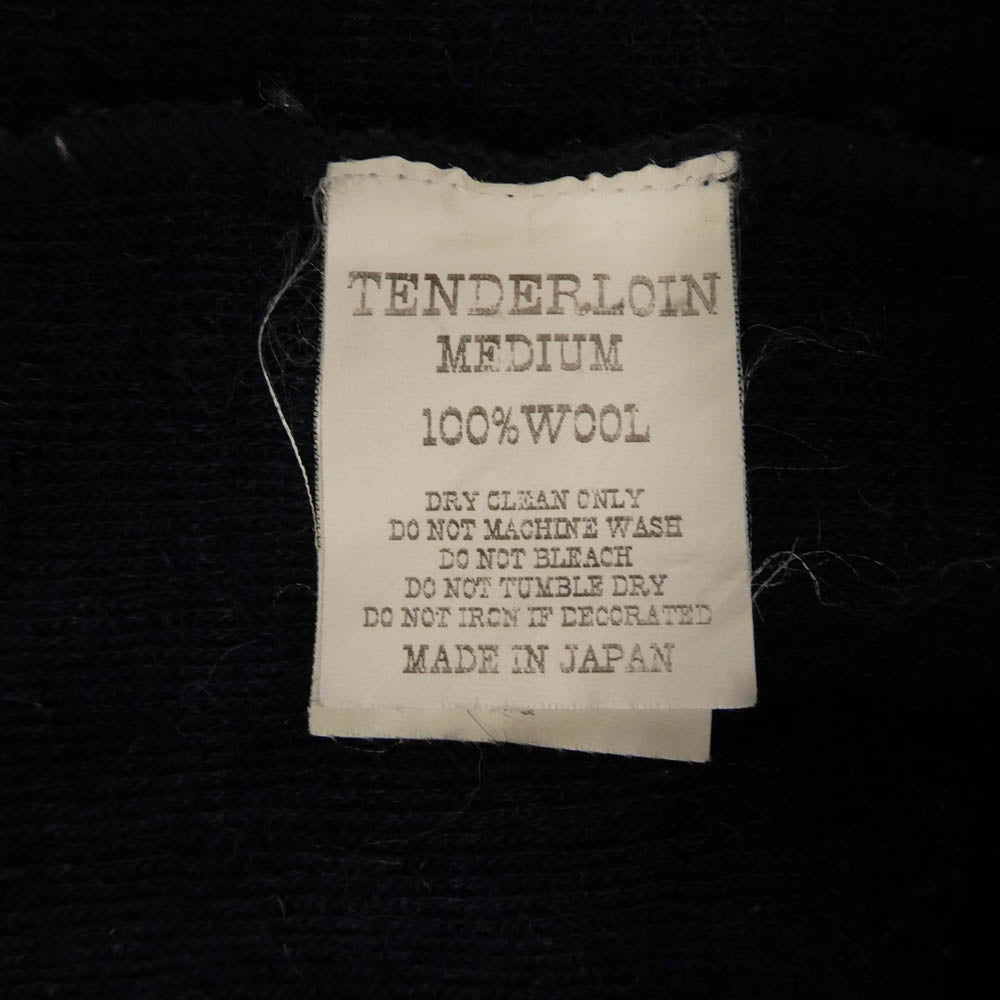 TENDERLOIN
MEDIUM
100%WOOL
DRY CLEAN ONLY
DO NOT MACHINE WASH
DO NOT BLEACH
DO NOT TUMBLE DRY
DO NOT IRON IF DECORATED
MADE IN JAPAN